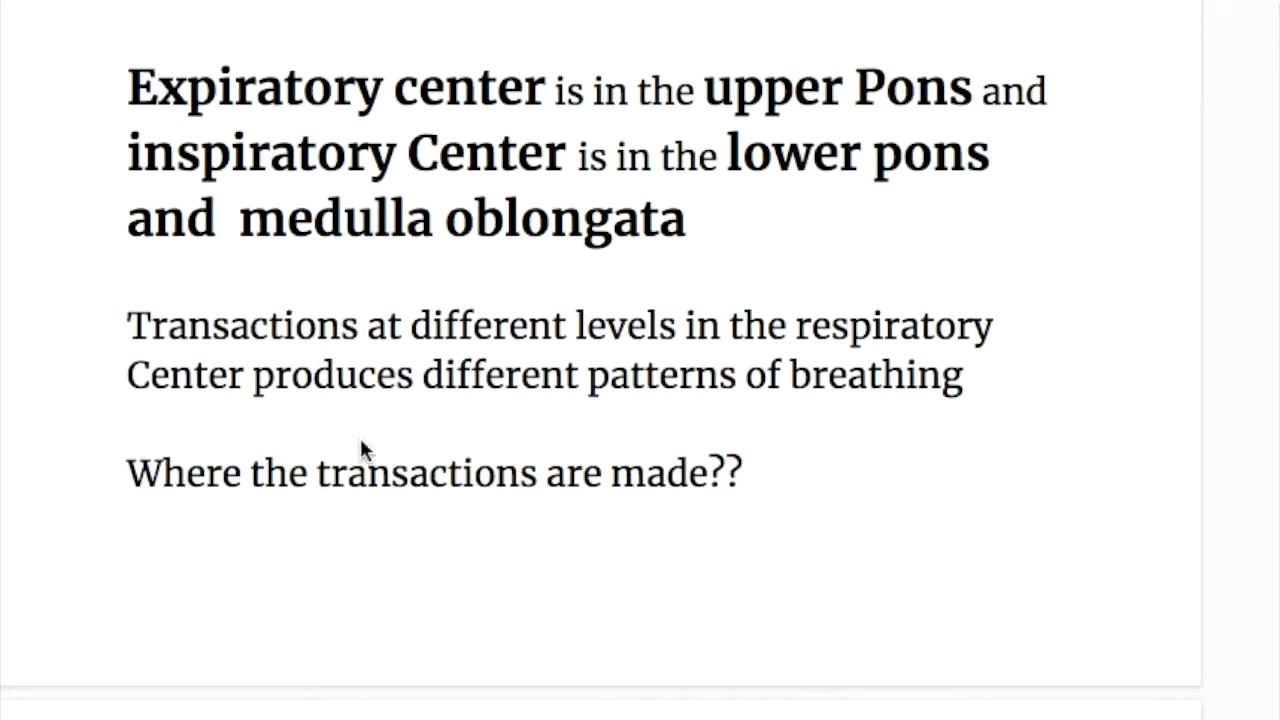 Expiratory center is in the upper Pons and
inspiratory Center is in the lower pons
and medulla oblongata
Transactions at different levels in the respiratory
Center produces different patterns of breathing
Where the transactions are made??